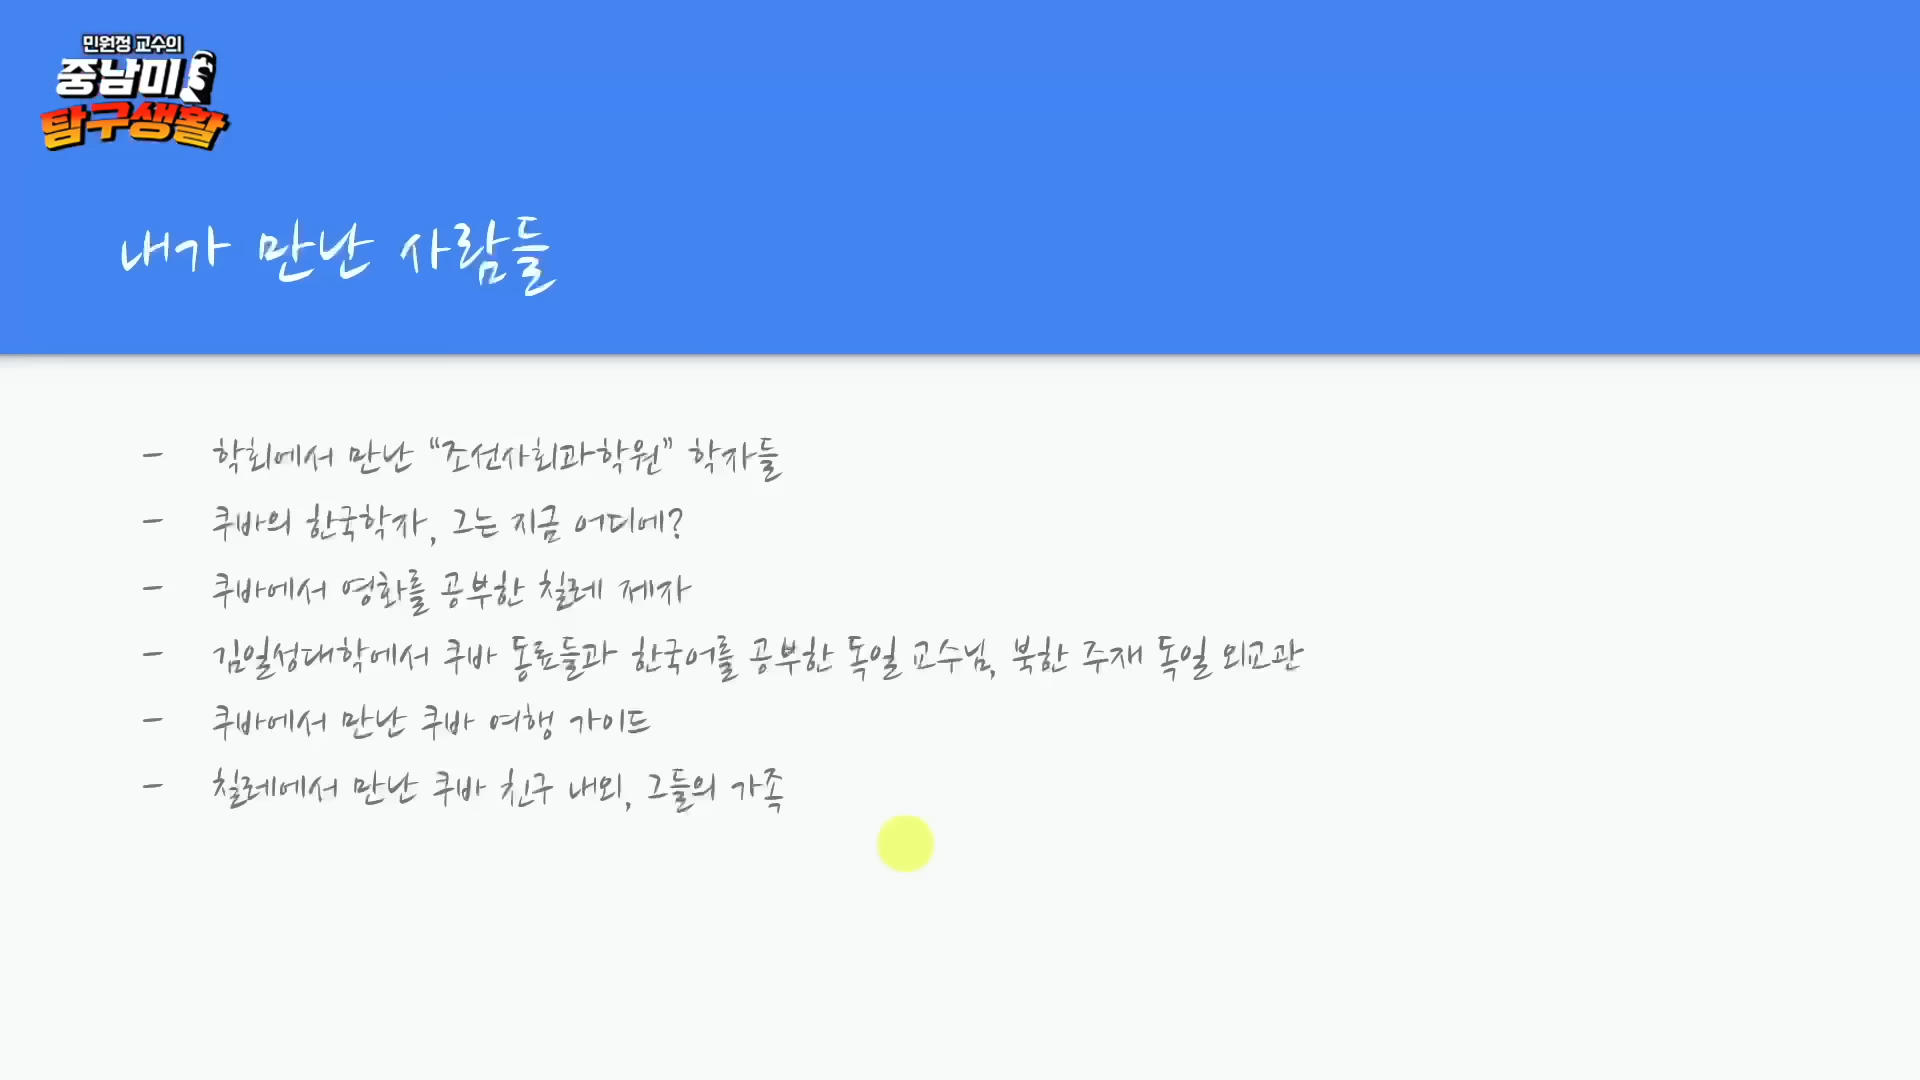 민원정 교수의
중남미
탐구생활
내가 만난 사람들
- 학회에서 만난 “조선사회과학원” 학자들
- 쿠바의 한국학자, 그는 지금 어디에?
- 쿠바에서 영화를 공부한 칠레 제자
- 김일성대학에서 쿠바 동료들과 한국어를 공부한 독일 교수님, 북한 주재 독일 외교관
- 쿠바에서 만난 쿠바 여행 가이드
- 칠레에서 만난 쿠바 친구 내외, 그들의 가족